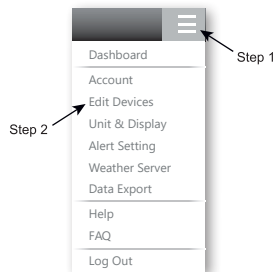 Step 1
Dashboard
Account
Edit Devices
Step 2
Unit & Display
Alert Setting
Weather Server
Data Export
Help
FAQ
Log Out